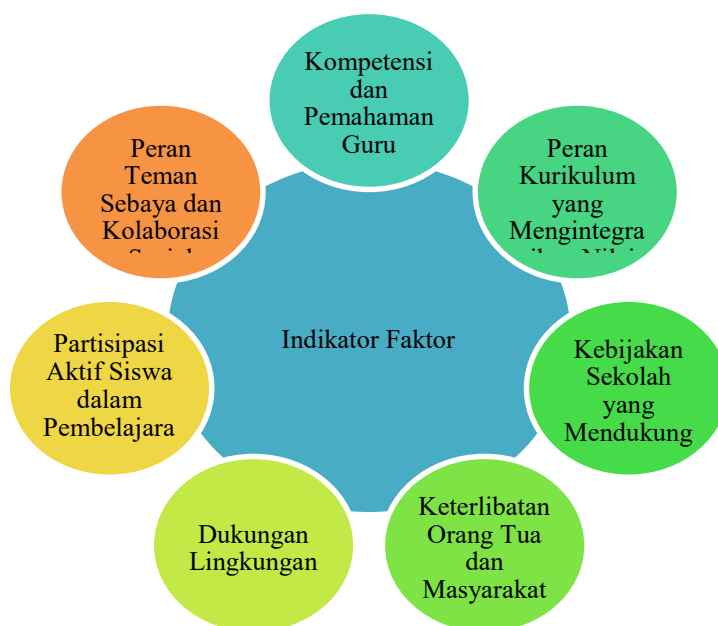 Kompetensi
dan
Pemahaman
Guru
Peran
Kurikulum
yang
Mengintegra
Kebijakan
Sekolah
yang
Mendukung
Keterlibatan
Orang Tua
dan
Masyarakat
Dukungan
Lingkungan
Partisipasi
Aktif Siswa
dalam
Pembelajara
Peran
Teman
Sebaya dan
Kolaborasi
Indikator Faktor